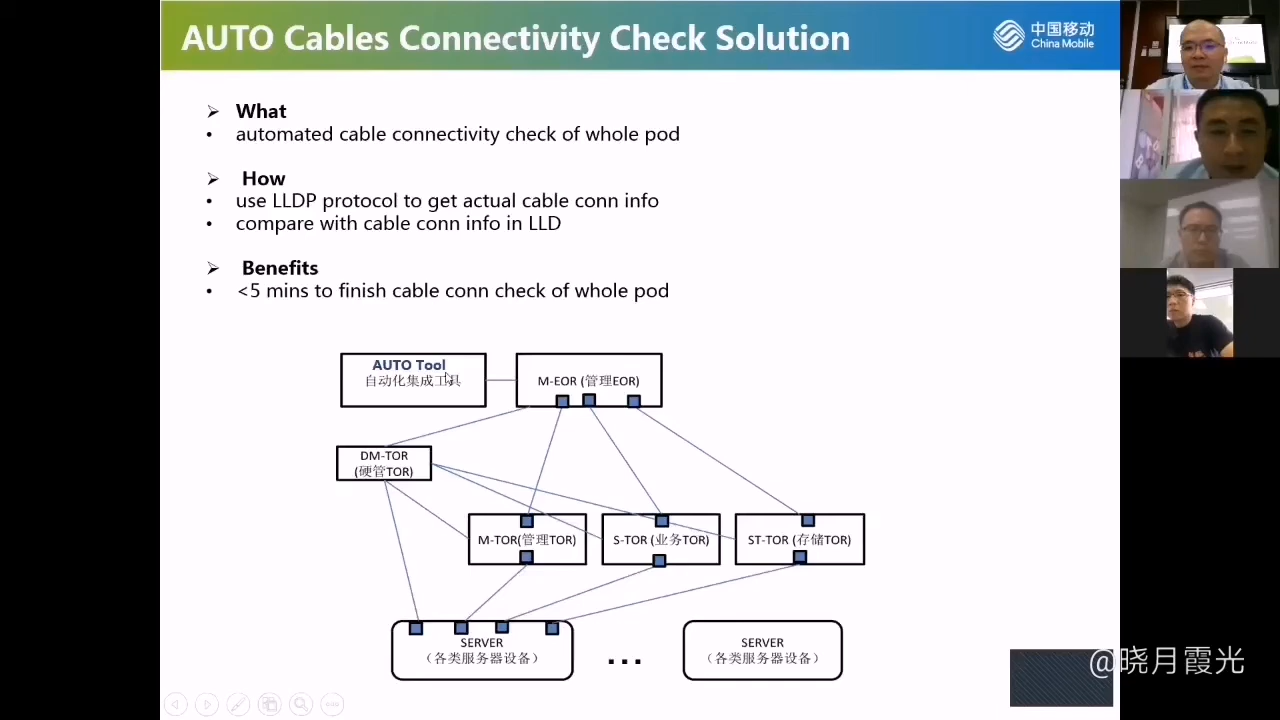 AUTO Cables Connectivity Check Solution
中国移动
China Mobile
➢ What
• automated cable connectivity check of whole pod
➢ How
• use LLDP protocol to get actual cable conn info
• compare with cable conn info in LLD
➢ Benefits
• <5 mins to finish cable conn check of whole pod
AUTO Tool
自动化集成工具
M-EOR (管理EOR)
DM-TOR
(硬管TOR)
M-TOR(管理TOR)
S-TOR (业务TOR)
ST-TOR (存储TOR)
SERVER
（各类服务器设备）
...
SERVER
（各类服务器设备）
@晓月霞光